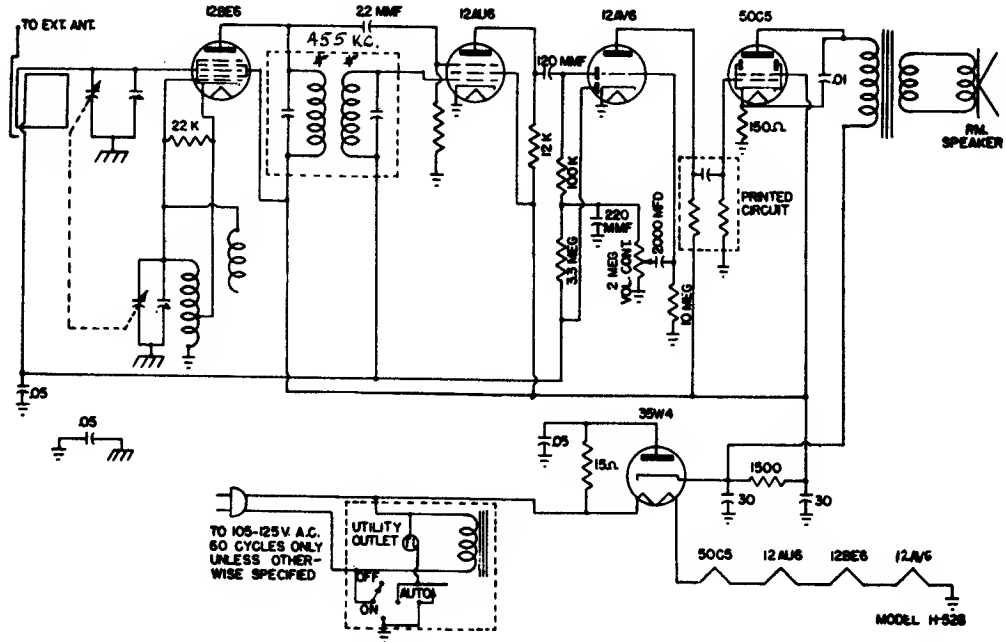 TO EXT. ANT.
12BE6
22 MMF
12AU6
12AV6
50C5
455 K.C.
120 MMF
.01
22 K
12 K
100 K
150Ω
P.M.
SPEAKER
PRINTED
CIRCUIT
220
MMF
2000 MFD
3.3 MEG
2 MEG
VOL. CONT.
10 MEG
.05
.05
35W4
.05
15Ω
1500
30
30
TO 105-125 V. A.C.
60 CYCLES ONLY
UNLESS OTHER-
WISE SPECIFIED
UTILITY
OUTLET
OFF
ON
AUTO
50C5
12AU6
12BE6
12AV6
MODEL H-526